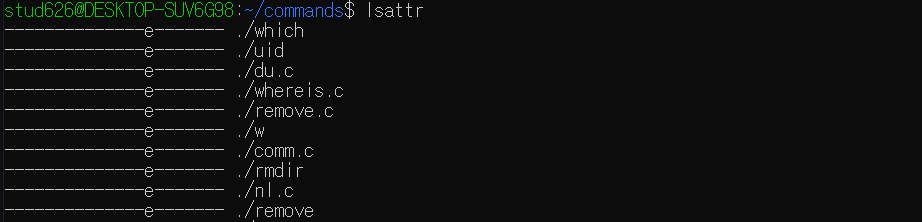 stud626@DESKTOP-SUV6G98:~/commands$ lsattr
--------------e------- ./which
--------------e------- ./uid
--------------e------- ./du.c
--------------e------- ./whereis.c
--------------e------- ./remove.c
--------------e------- ./w
--------------e------- ./comm.c
--------------e------- ./rmdir
--------------e------- ./nl.c
--------------e------- ./remove